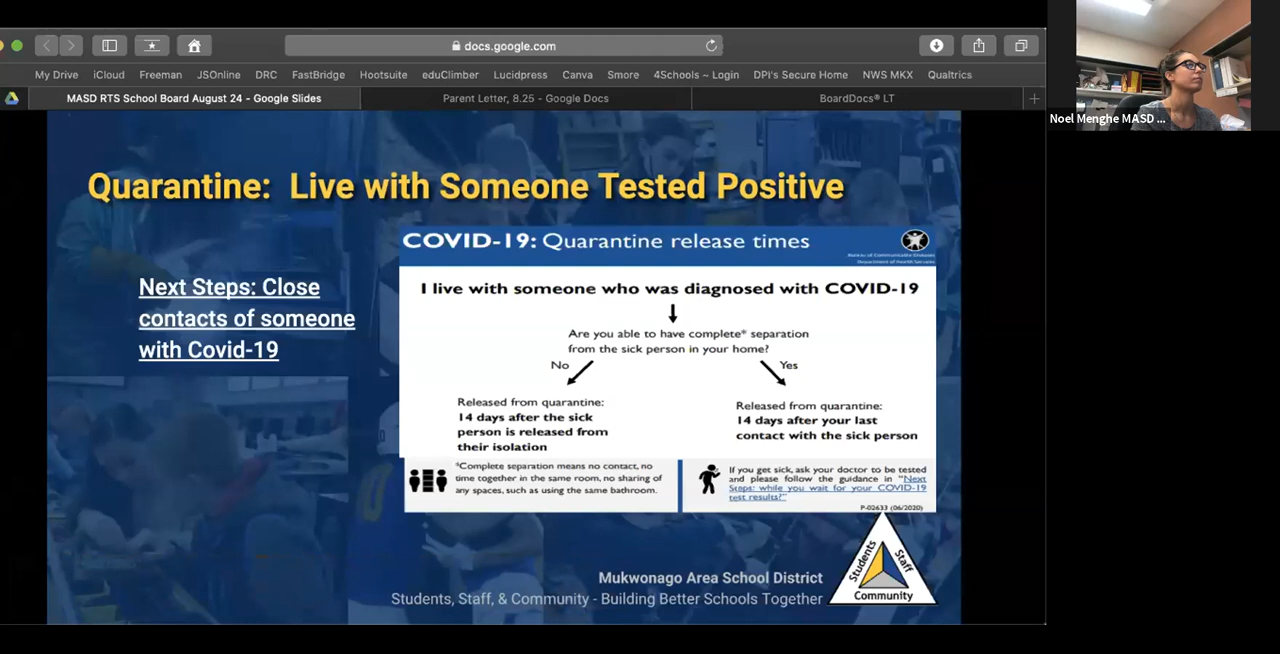 docs.google.com
My Drive iCloud Freeman JSOnline DRC FastBridge Hootsuite eduClimber Lucidpress Canva Smore 4Schools ~ Login DPI's Secure Home NWS MKX Qualtrics
MASD RTS School Board August 24 - Google Slides
Parent Letter, 8.25 - Google Docs
BoardDocs® LT
Noel Menghe MASD ...
Quarantine: Live with Someone Tested Positive
Next Steps: Close
contacts of someone
with Covid-19
COVID-19: Quarantine release times
Bureau of Communicable Diseases
Department of Health Services
I live with someone who was diagnosed with COVID-19
Are you able to have complete* separation
from the sick person in your home?
No
Yes
Released from quarantine:
14 days after the sick
person is released from
their isolation
Released from quarantine:
14 days after your last
contact with the sick person
*Complete separation means no contact, no
time together in the same room, no sharing of
any spaces, such as using the same bathroom.
If you get sick, ask your doctor to be tested
and please follow the guidance in "Next
Steps: while you wait for your COVID-19
test results?"
P-02633 (06/2020)
Students
Staff
Community
Mukwonago Area School District
Students, Staff, & Community - Building Better Schools Together